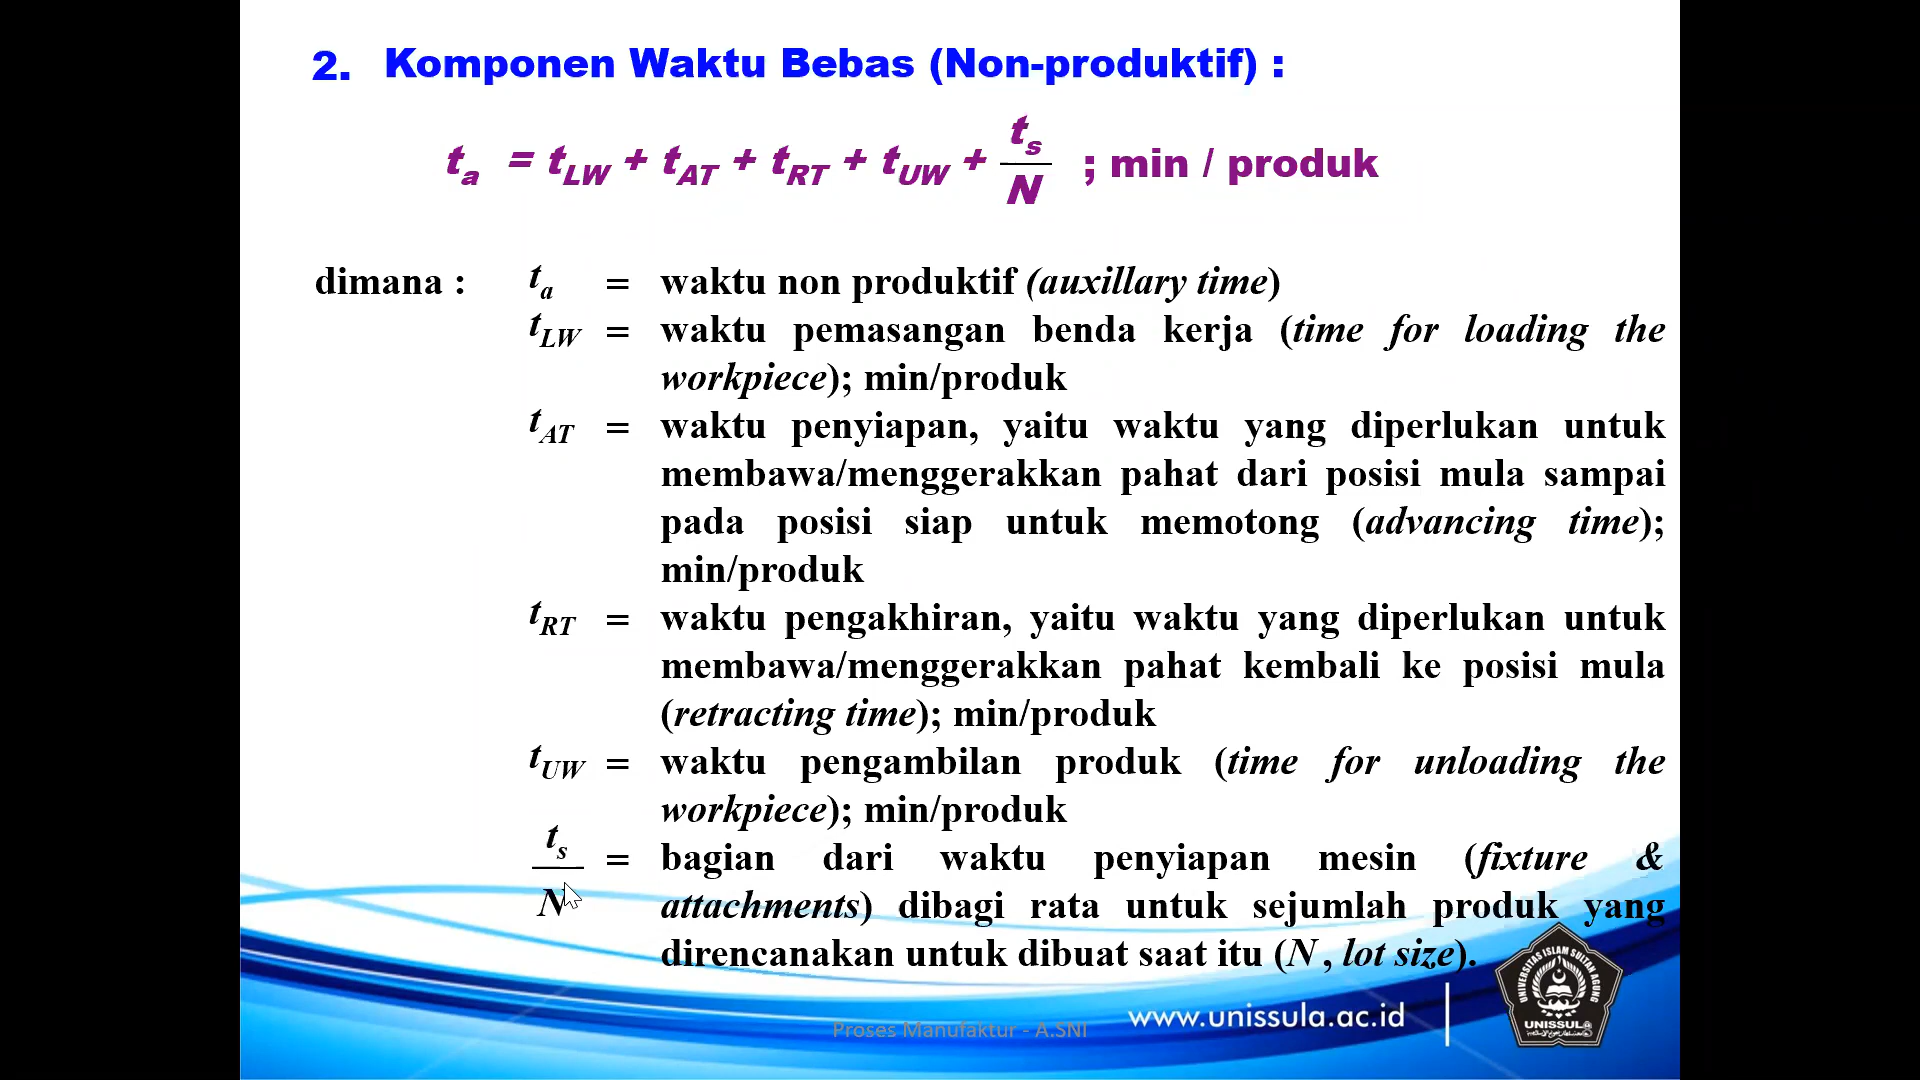 2. Komponen Waktu Bebas (Non-produktif) :
t_a = t_LW + t_AT + t_RT + t_UW + t_s / N ; min / produk
dimana : t_a = waktu non produktif (auxillary time)
t_LW = waktu pemasangan benda kerja (time for loading the
workpiece); min/produk
t_AT = waktu penyiapan, yaitu waktu yang diperlukan untuk
membawa/menggerakkan pahat dari posisi mula sampai
pada posisi siap untuk memotong (advancing time);
min/produk
t_RT = waktu pengakhiran, yaitu waktu yang diperlukan untuk
membawa/menggerakkan pahat kembali ke posisi mula
(retracting time); min/produk
t_UW = waktu pengambilan produk (time for unloading the
workpiece); min/produk
t_s / N = bagian dari waktu penyiapan mesin (fixture &
attachments) dibagi rata untuk sejumlah produk yang
direncanakan untuk dibuat saat itu (N, lot size).
Proses Manufaktur - A.SNI
www.unissula.ac.id
UNIVERSITAS ISLAM SULTAN AGUNG
UNISSULA